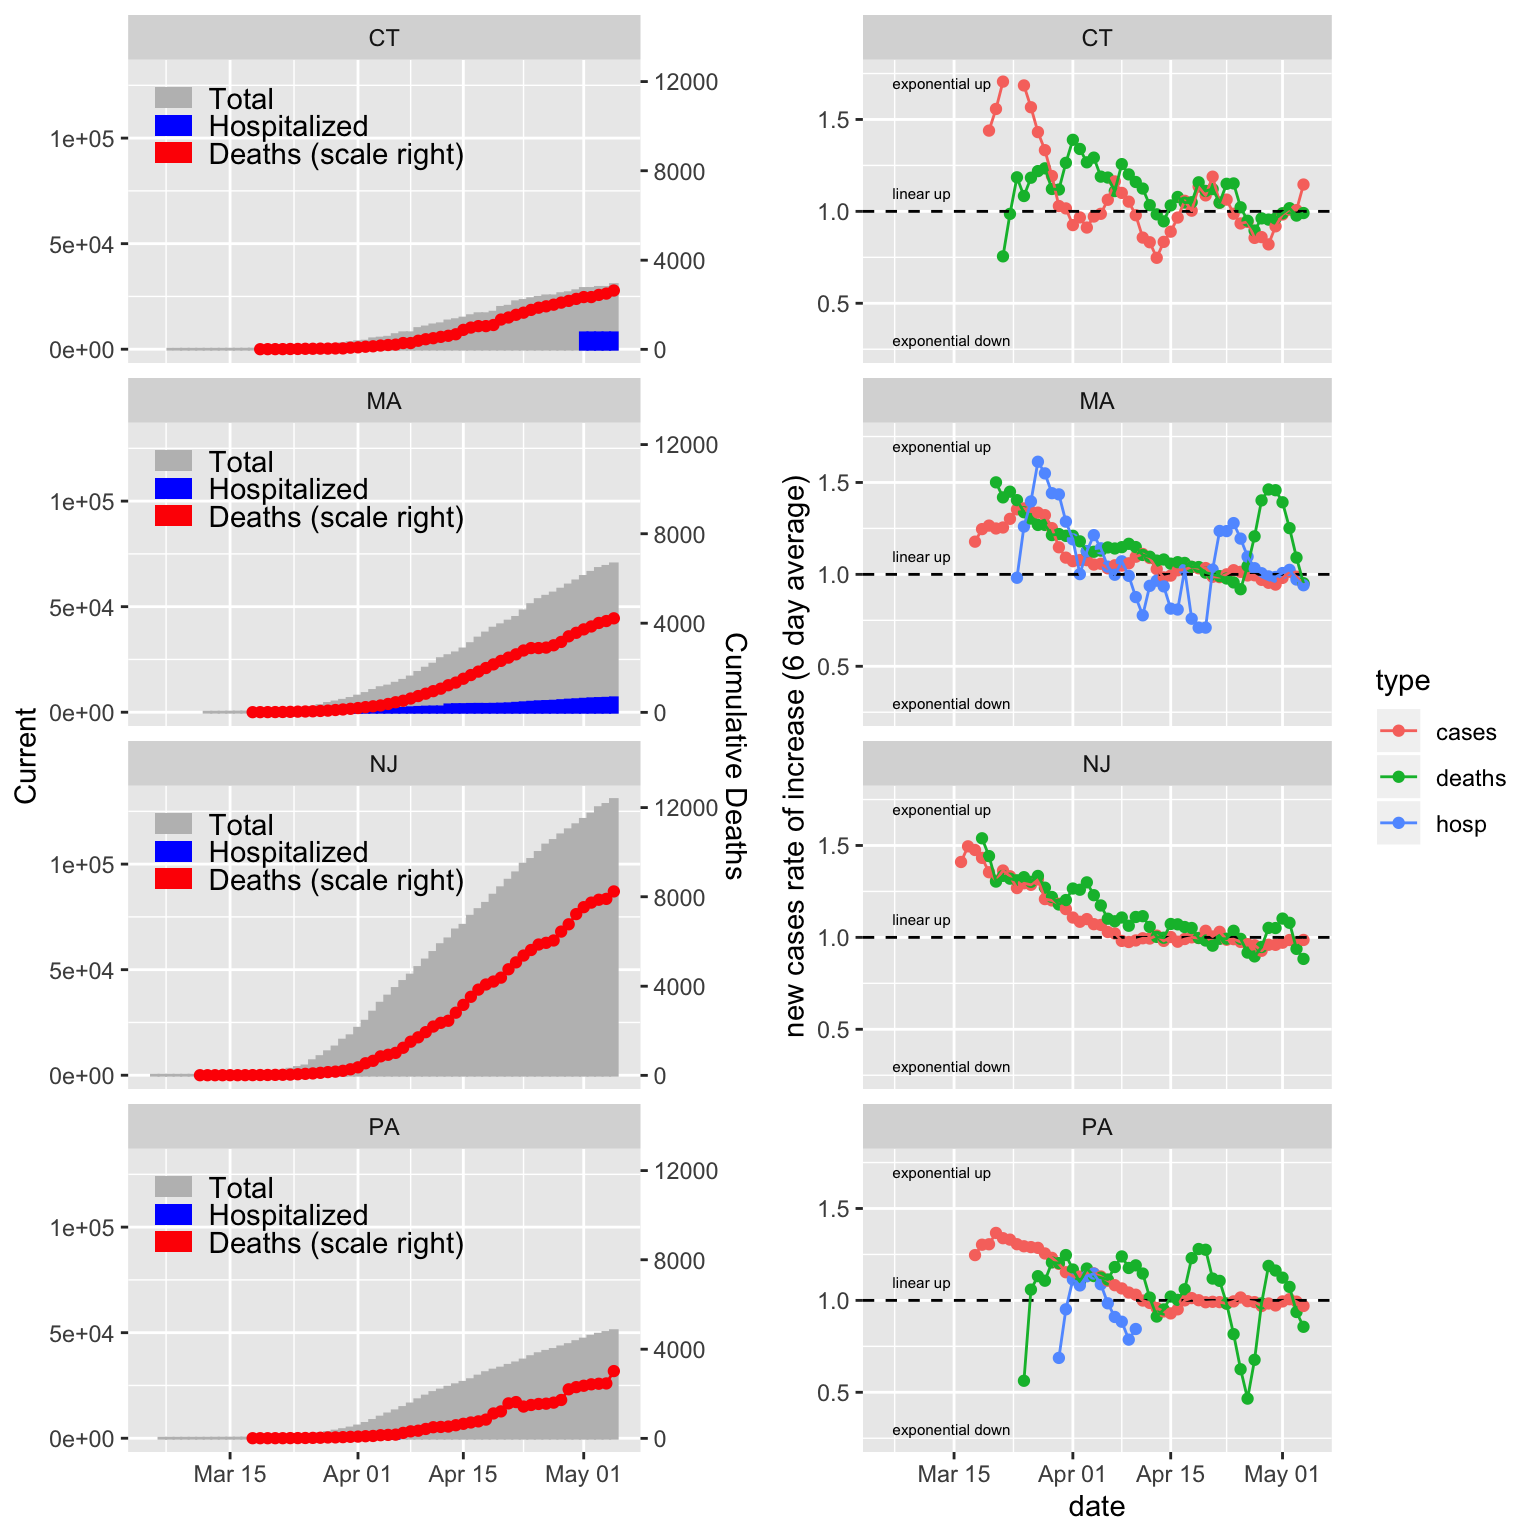 CT
Total
Hospitalized
Deaths (scale right)
1e+05
5e+04
0e+00
12000
8000
4000
0
MA
Total
Hospitalized
Deaths (scale right)
1e+05
5e+04
0e+00
12000
8000
4000
0
NJ
Total
Hospitalized
Deaths (scale right)
1e+05
5e+04
0e+00
12000
8000
4000
0
PA
Total
Hospitalized
Deaths (scale right)
1e+05
5e+04
0e+00
12000
8000
4000
0
Mar 15
Apr 01
Apr 15
May 01
Current
Cumulative Deaths
CT
exponential up
linear up
exponential down
1.5
1.0
0.5
MA
exponential up
linear up
exponential down
1.5
1.0
0.5
NJ
exponential up
linear up
exponential down
1.5
1.0
0.5
PA
exponential up
linear up
exponential down
1.5
1.0
0.5
Mar 15
Apr 01
Apr 15
May 01
date
new cases rate of increase (6 day average)
type
cases
deaths
hosp